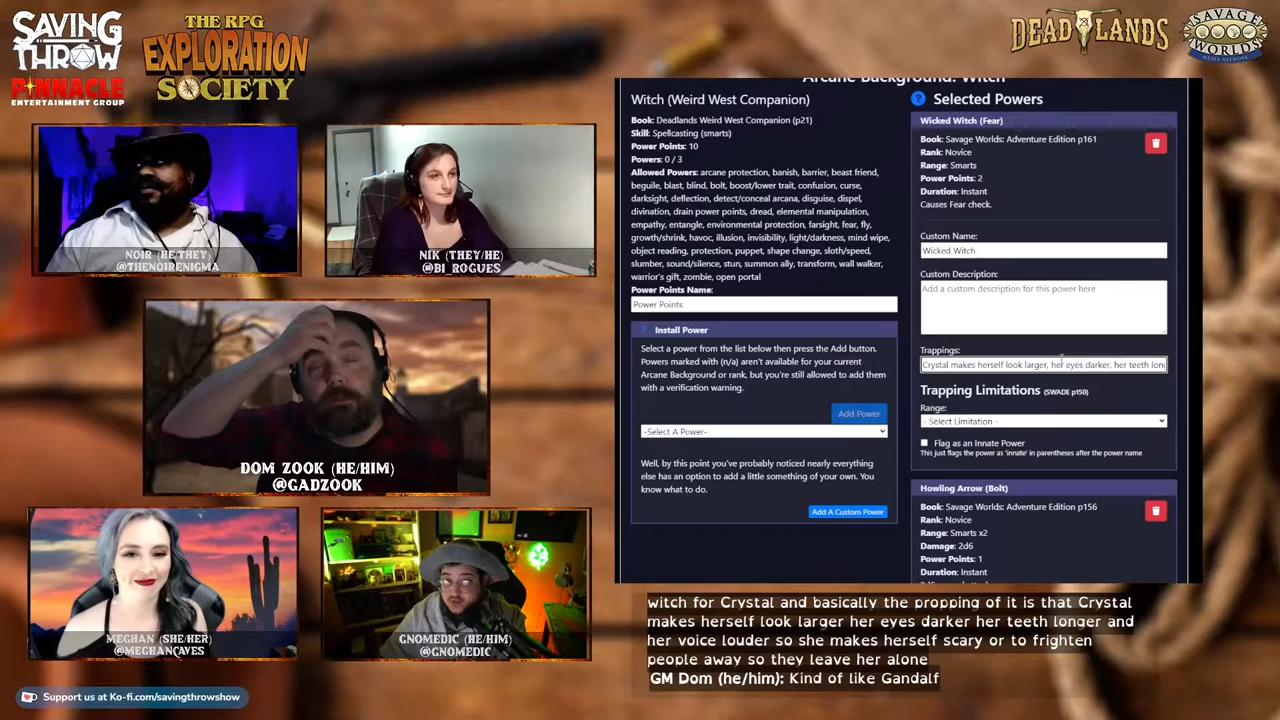 SAVING
THROW
PINNACLE
ENTERTAINMENT GROUP
THE RPG
EXPLORATION
SOCIETY
DEADLANDS
SAVAGE
WORLDS
MEDIA NETWORK
NOIR (HE/THEY)
@THENOIRENIGMA
NIK (THEY/HE)
@BI_ROGUES
DOM ZOOK (HE/HIM)
@GADZOOK
MEGHAN (SHE/HER)
@MEGHANCAVES
GNOMEDIC (HE/HIM)
@GNOMEDIC
Support us at Ko-fi.com/savingthrowshow
Arcane Background: Witch
Witch (Weird West Companion)
Book: Deadlands Weird West Companion (p21)
Skill: Spellcasting (smarts)
Power Points: 10
Powers: 0 / 3
Allowed Powers: arcane protection, banish, barrier, beast friend,
beguile, blast, blind, bolt, boost/lower trait, confusion, curse,
darksight, deflection, detect/conceal arcana, disguise, dispel,
divination, drain power points, dread, elemental manipulation,
empathy, entangle, environmental protection, farsight, fear, fly,
growth/shrink, havoc, illusion, invisibility, light/darkness, mind wipe,
object reading, protection, puppet, shape change, sloth/speed,
slumber, sound/silence, stun, summon ally, transform, wall walker,
warrior's gift, zombie, open portal
Power Points Name:
Power Points
? Install Power
Select a power from the list below then press the Add button.
Powers marked with (n/a) aren't available for your current
Arcane Background or rank, but you're still allowed to add them
with a verification warning.
Add Power
-Select A Power-
Well, by this point you've probably noticed nearly everything
else has an option to add a little something of your own. You
know what to do.
Add A Custom Power
? Selected Powers
Wicked Witch (Fear)
Book: Savage Worlds: Adventure Edition p161
Rank: Novice
Range: Smarts
Power Points: 2
Duration: Instant
Causes Fear check.
Custom Name:
Wicked Witch
Custom Description:
Add a custom description for this power here
Trappings:
Crystal makes herself look larger, her eyes darker, her teeth long
Trapping Limitations (SWADE p150)
Range:
- Select Limitation -
Flag as an Innate Power
This just flags the power as 'innate' in parentheses after the power name
Howling Arrow (Bolt)
Book: Savage Worlds: Adventure Edition p156
Rank: Novice
Range: Smarts x2
Damage: 2d6
Power Points: 1
Duration: Instant
witch for Crystal and basically the propping of it is that Crystal
makes herself look larger her eyes darker her teeth longer and
her voice louder so she makes herself scary or to frighten
people away so they leave her alone
GM Dom (he/him): Kind of like Gandalf